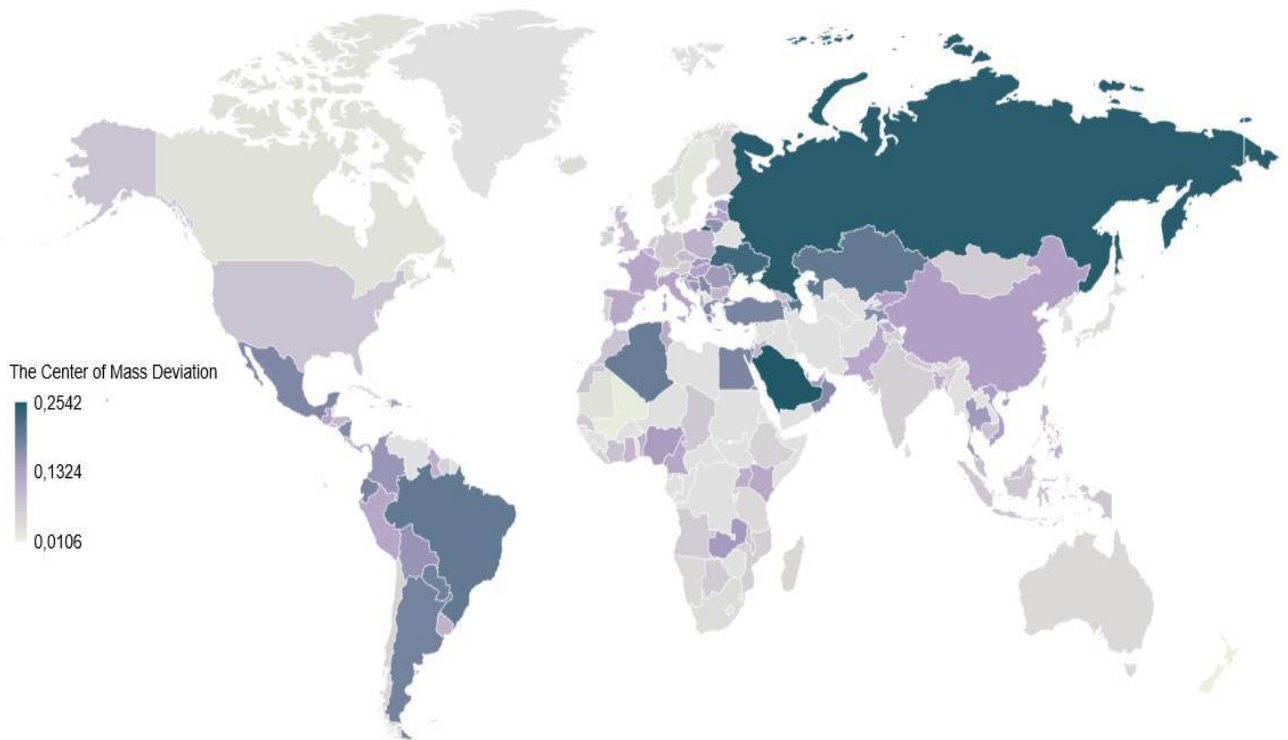 The Center of Mass Deviation
0,2542
0,1324
0,0106